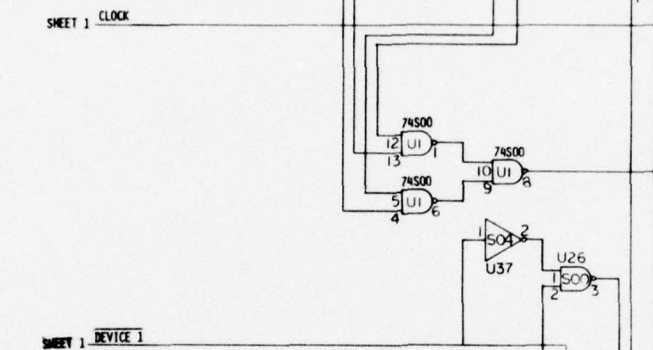 SHEET 1 CLOCK
74S00
12 U1 1
13
74S00
10 U1 8
9
74S00
5 U1 6
4
1 S04 2
U37
U26
1 S00 3
2
SHEET 1 DEVICE 1